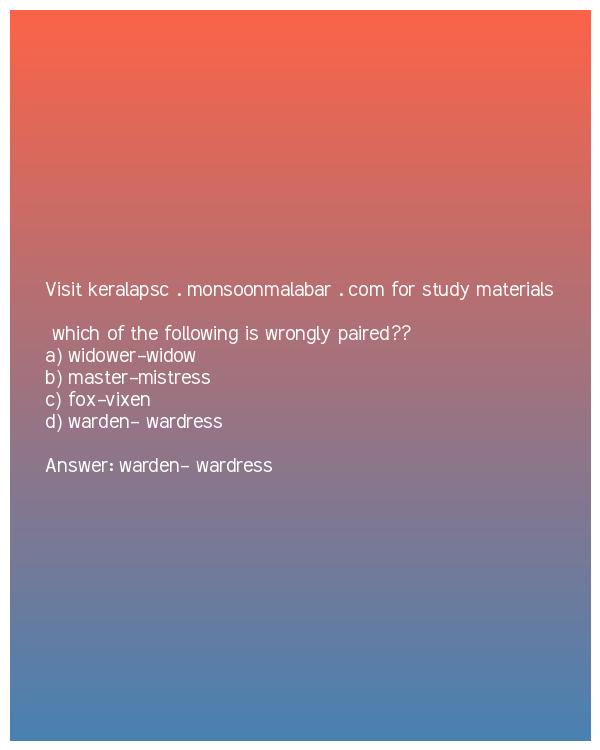 Visit keralapsc . monsoonmalabar . com for study materials
which of the following is wrongly paired??
a) widower-widow
b) master-mistress
c) fox-vixen
d) warden- wardress
Answer: warden- wardress